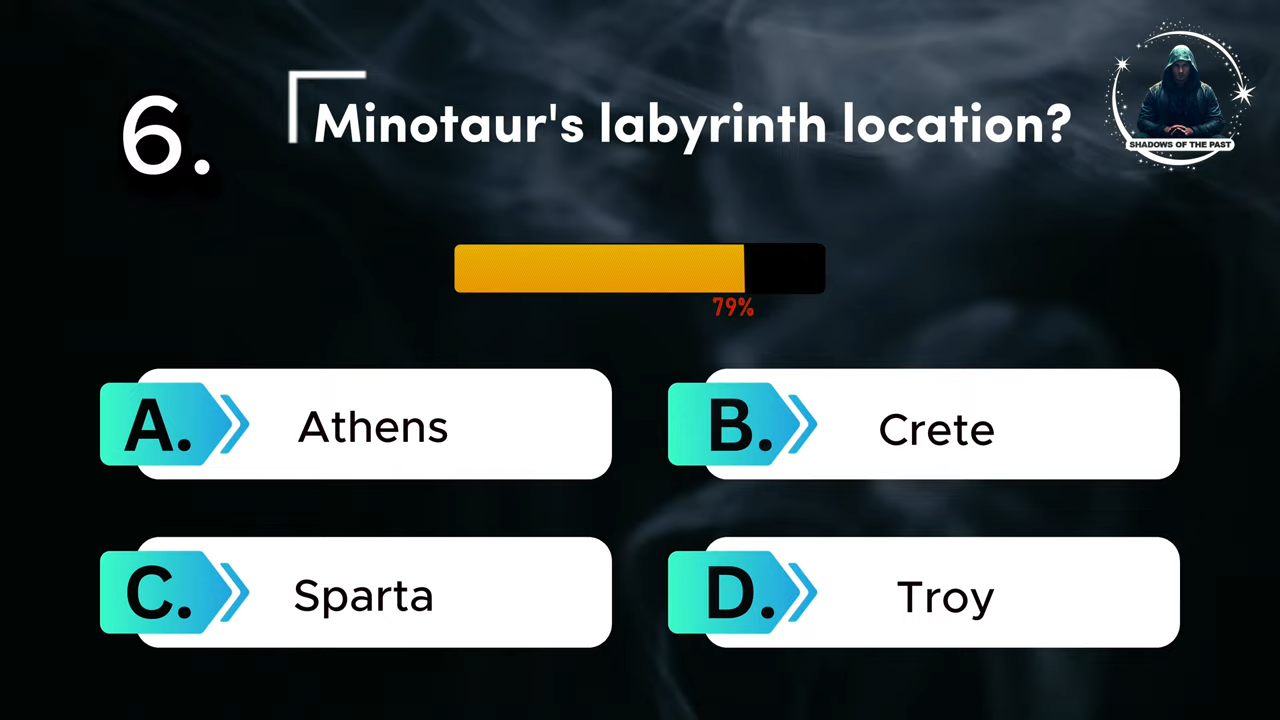 6.
Minotaur's labyrinth location?
SHADOWS OF THE PAST
79%
A. Athens
B. Crete
C. Sparta
D. Troy